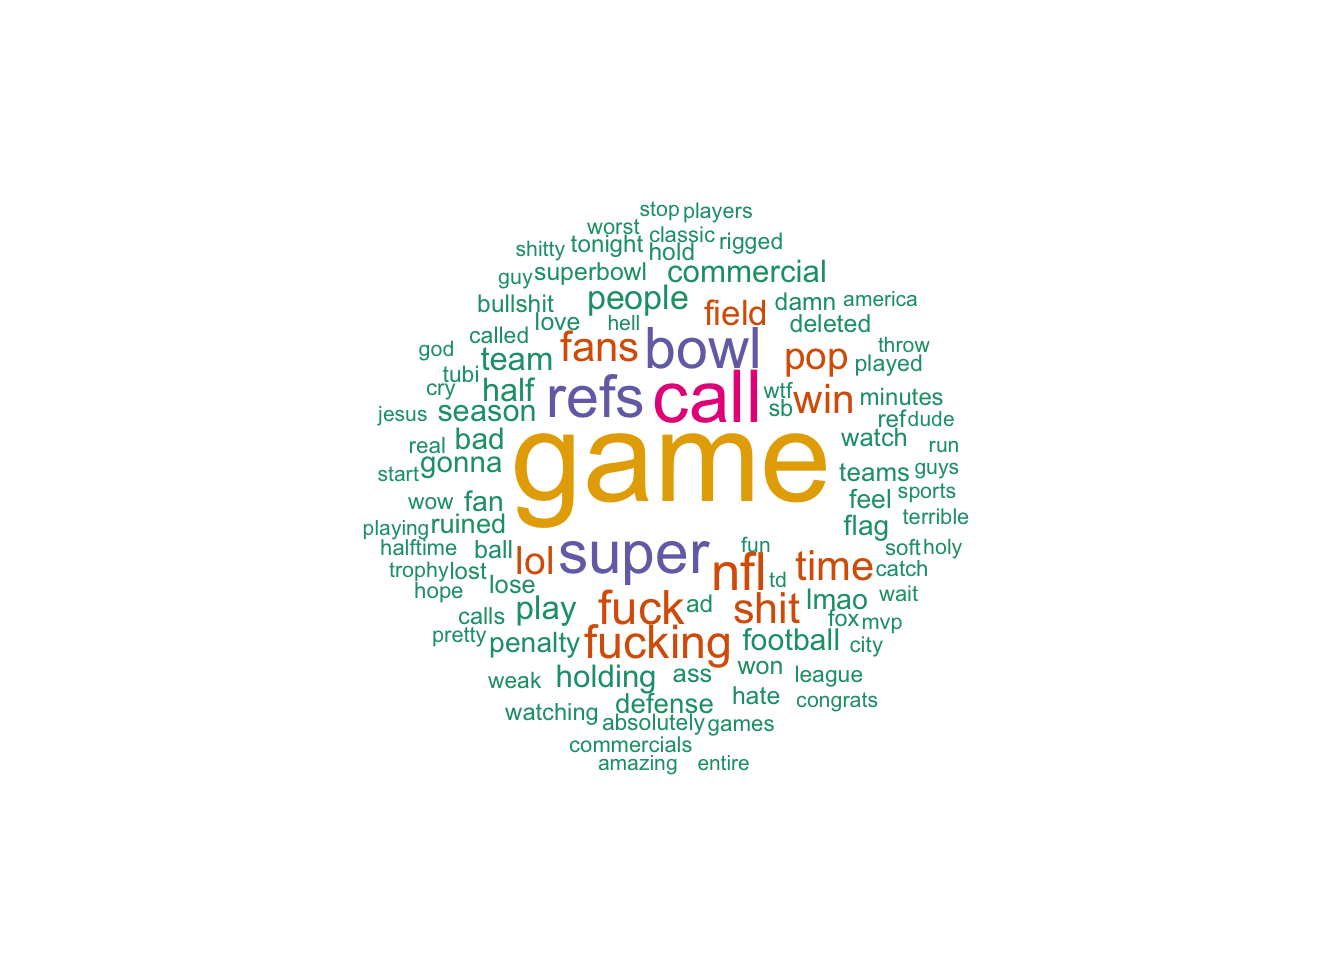 stop players
worst classic
shitty tonight hold rigged
guy superbowl commercial
bullshit people field damn america
love hell deleted
called fans bowl pop throw
god team played
tubi half refs call wtf win minutes
cry sb
jesus season ref dude
real bad game watch run
start gonna teams guys
wow fan feel sports
playing ruined flag terrible
halftime ball lol super fun soft holy
trophy lost nfl td time catch
hope lose ad lmao wait
calls play fuck shit fox mvp
pretty penalty fucking football city
weak holding ass won league
watching defense hate congrats
absolutely games
commercials
amazing entire